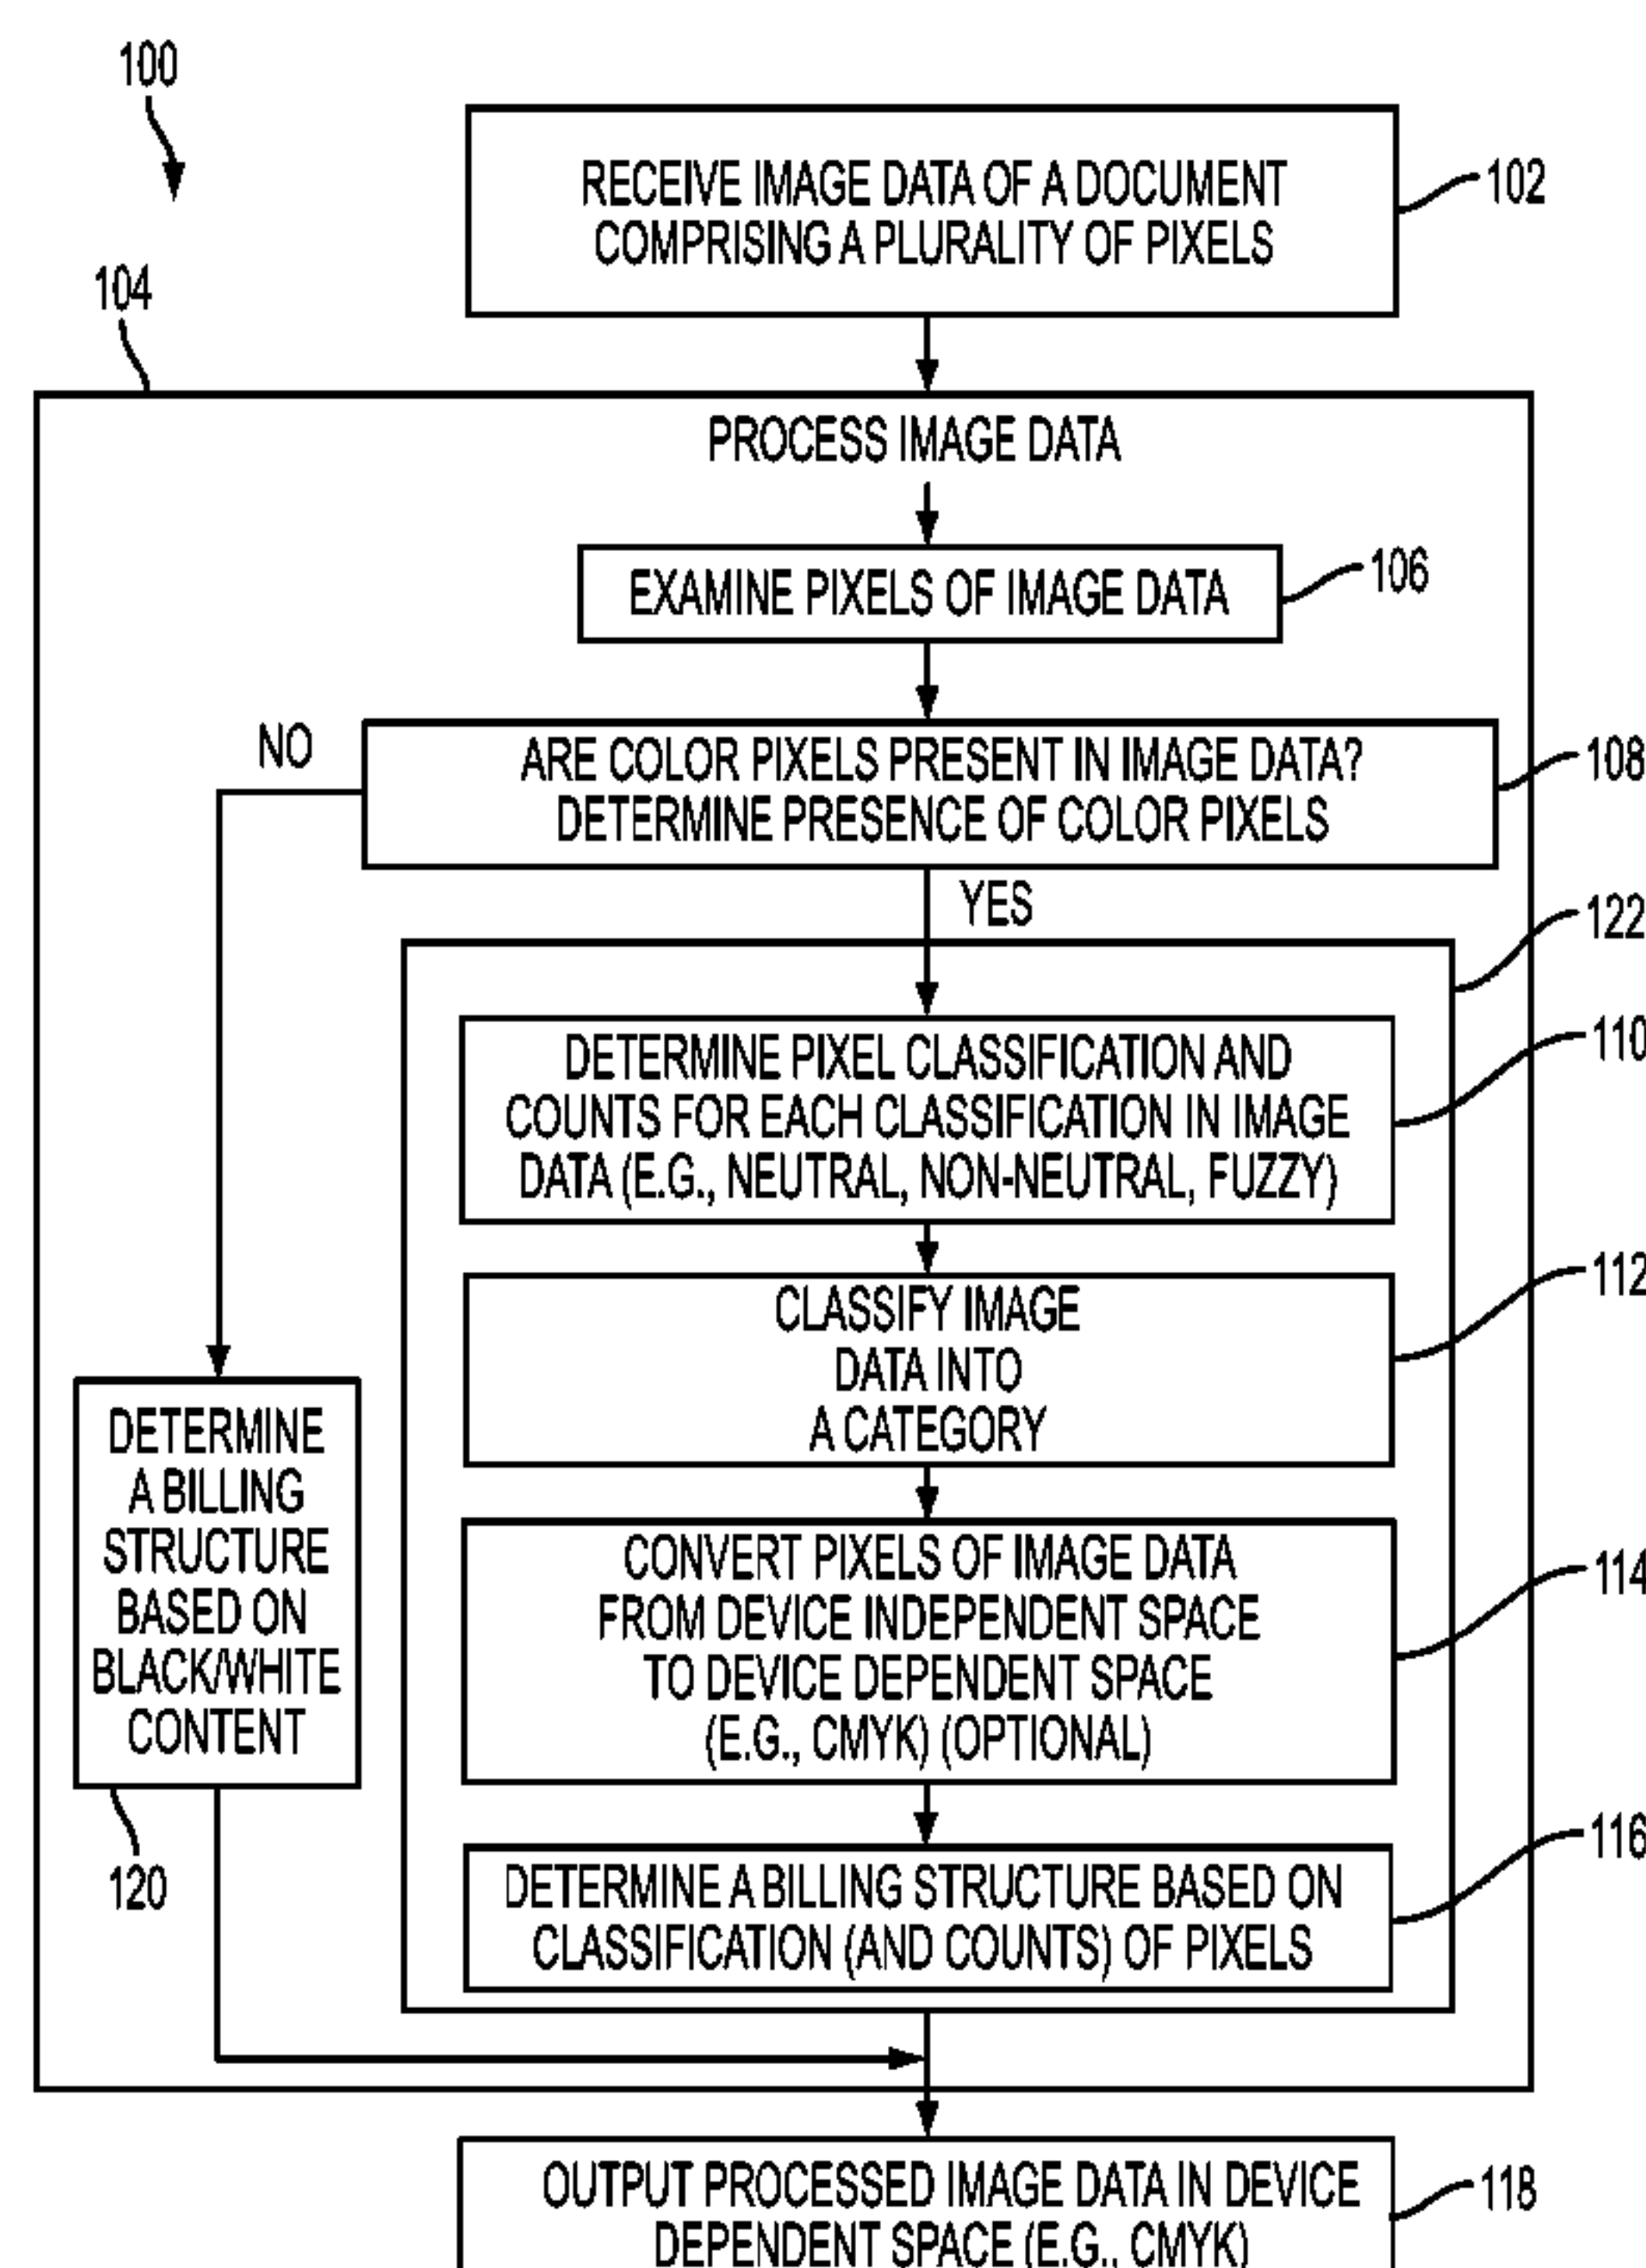 100
RECEIVE IMAGE DATA OF A DOCUMENT
COMPRISING A PLURALITY OF PIXELS
102
104
PROCESS IMAGE DATA
EXAMINE PIXELS OF IMAGE DATA
106
NO
ARE COLOR PIXELS PRESENT IN IMAGE DATA?
DETERMINE PRESENCE OF COLOR PIXELS
108
YES
122
DETERMINE PIXEL CLASSIFICATION AND
COUNTS FOR EACH CLASSIFICATION IN IMAGE
DATA (E.G., NEUTRAL, NON-NEUTRAL, FUZZY)
110
CLASSIFY IMAGE
DATA INTO
A CATEGORY
112
DETERMINE
A BILLING
STRUCTURE
BASED ON
BLACK/WHITE
CONTENT
120
CONVERT PIXELS OF IMAGE DATA
FROM DEVICE INDEPENDENT SPACE
TO DEVICE DEPENDENT SPACE
(E.G., CMYK) (OPTIONAL)
114
DETERMINE A BILLING STRUCTURE BASED ON
CLASSIFICATION (AND COUNTS) OF PIXELS
116
OUTPUT PROCESSED IMAGE DATA IN DEVICE
DEPENDENT SPACE (E.G., CMYK)
118